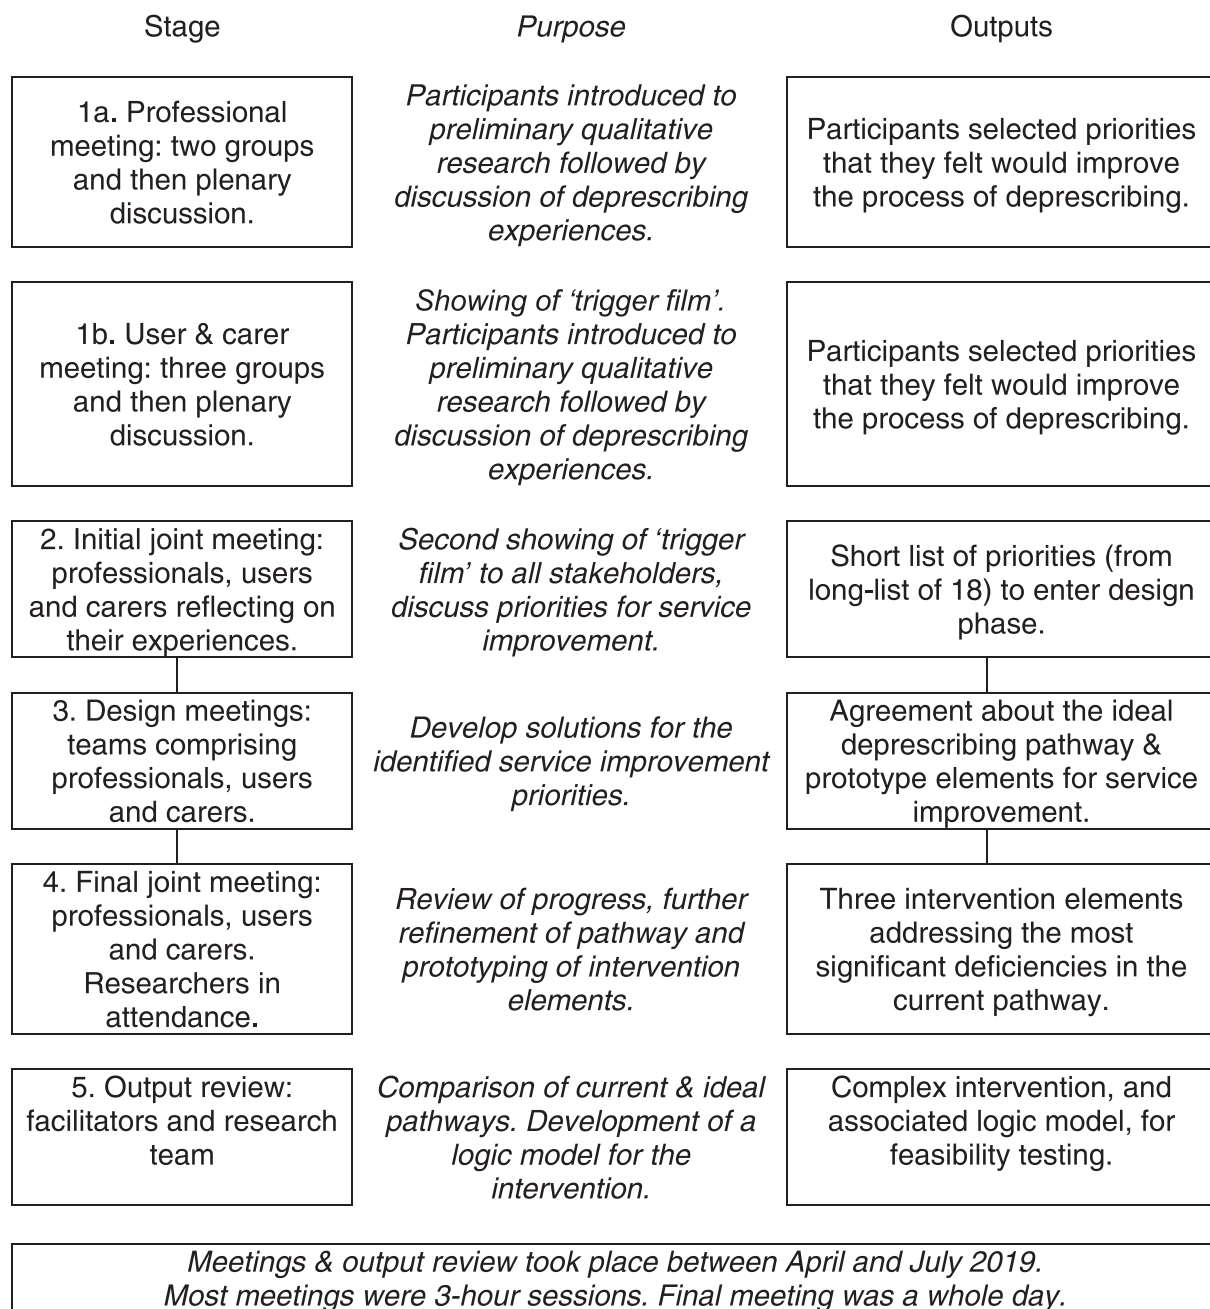 Stage
Purpose
Outputs
1a. Professional
meeting: two groups
and then plenary
discussion.
Participants introduced to
preliminary qualitative
research followed by
discussion of deprescribing
experiences.
Participants selected priorities
that they felt would improve
the process of deprescribing.
1b. User & carer
meeting: three groups
and then plenary
discussion.
Showing of ‘trigger film’.
Participants introduced to
preliminary qualitative
research followed by
discussion of deprescribing
experiences.
Participants selected priorities
that they felt would improve
the process of deprescribing.
2. Initial joint meeting:
professionals, users
and carers reflecting on
their experiences.
Second showing of ‘trigger
film’ to all stakeholders,
discuss priorities for service
improvement.
Short list of priorities (from
long-list of 18) to enter design
phase.
3. Design meetings:
teams comprising
professionals, users
and carers.
Develop solutions for the
identified service improvement
priorities.
Agreement about the ideal
deprescribing pathway &
prototype elements for service
improvement.
4. Final joint meeting:
professionals, users
and carers.
Researchers in
attendance.
Review of progress, further
refinement of pathway and
prototyping of intervention
elements.
Three intervention elements
addressing the most
significant deficiencies in the
current pathway.
5. Output review:
facilitators and research
team
Comparison of current & ideal
pathways. Development of a
logic model for the
intervention.
Complex intervention, and
associated logic model, for
feasibility testing.
Meetings & output review took place between April and July 2019.
Most meetings were 3-hour sessions. Final meeting was a whole day.